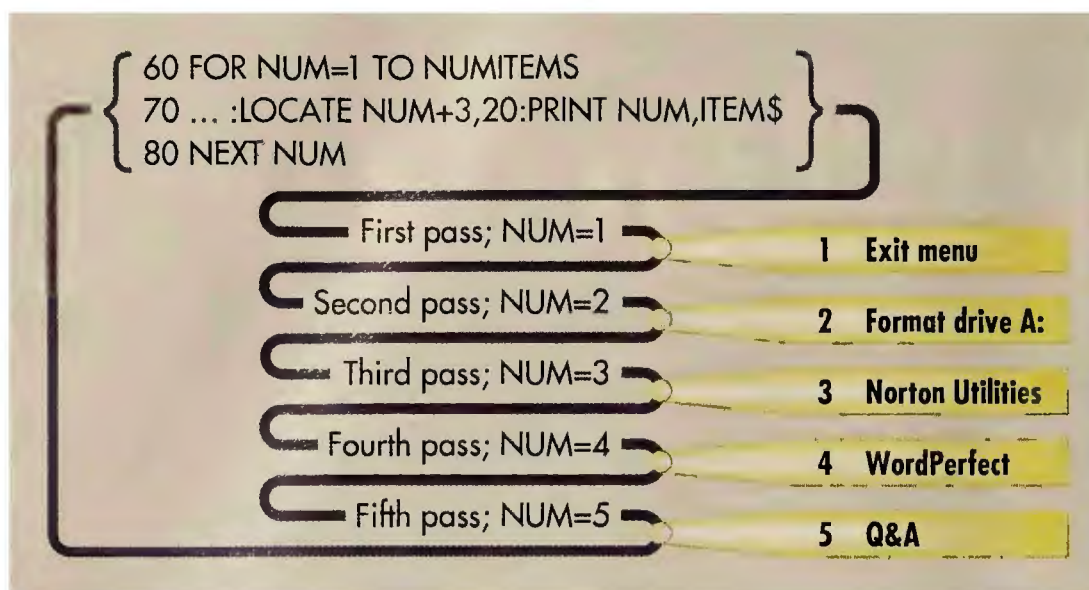 60 FOR NUM=1 TO NUMITEMS
70 ... :LOCATE NUM+3,20:PRINT NUM,ITEM$
80 NEXT NUM
First pass; NUM=1
1 Exit menu
Second pass; NUM=2
2 Format drive A:
Third pass; NUM=3
3 Norton Utilities
Fourth pass; NUM=4
4 WordPerfect
Fifth pass; NUM=5
5 Q&A